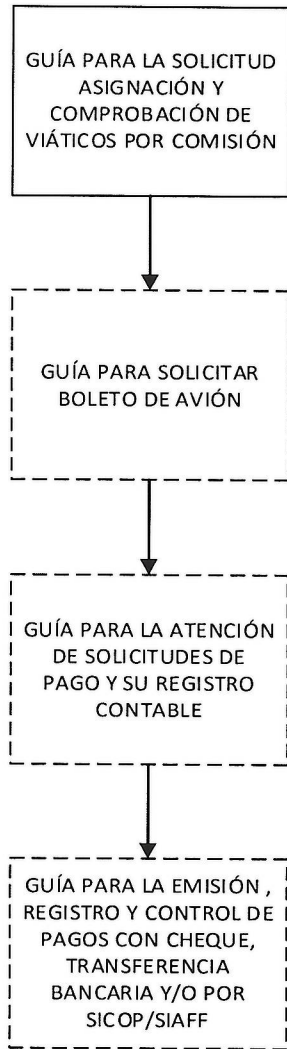 GUÍA PARA LA SOLICITUD
ASIGNACIÓN Y
COMPROBACIÓN DE
VIÁTICOS POR COMISIÓN
GUÍA PARA SOLICITAR
BOLETO DE AVIÓN
GUÍA PARA LA ATENCIÓN
DE SOLICITUDES DE
PAGO Y SU REGISTRO
CONTABLE
GUÍA PARA LA EMISIÓN ,
REGISTRO Y CONTROL DE
PAGOS CON CHEQUE,
TRANSFERENCIA
BANCARIA Y/O POR
SICOP/SIAFF